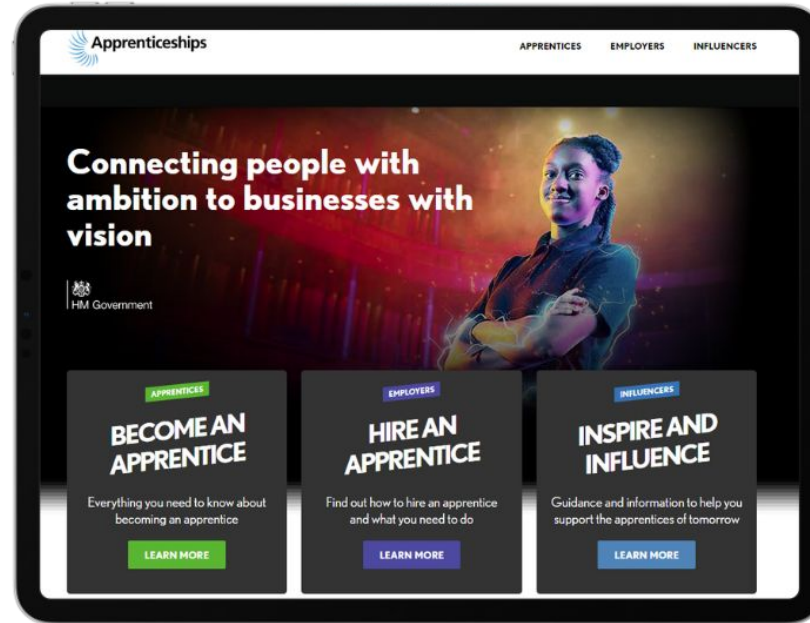 Apprenticeships
APPRENTICES EMPLOYERS INFLUENCERS
Connecting people with
ambition to businesses with
vision
HM Government
APPRENTICES
BECOME AN
APPRENTICE
Everything you need to know about
becoming an apprentice
LEARN MORE
EMPLOYERS
HIRE AN
APPRENTICE
Find out how to hire an apprentice
and what you need to do
LEARN MORE
INFLUENCERS
INSPIRE AND
INFLUENCE
Guidance and information to help you
support the apprentices of tomorrow
LEARN MORE